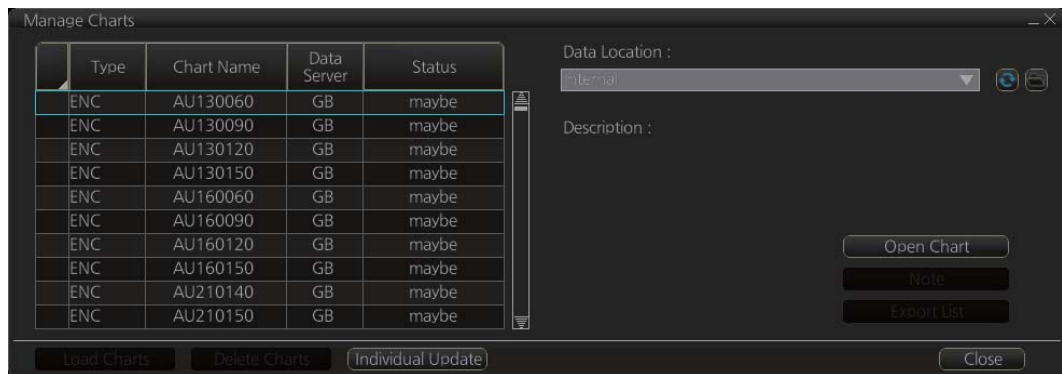 Manage Charts
Type Chart Name Data Server Status
ENC AU130060 GB maybe
ENC AU130090 GB maybe
ENC AU130120 GB maybe
ENC AU130150 GB maybe
ENC AU160060 GB maybe
ENC AU160090 GB maybe
ENC AU160120 GB maybe
ENC AU160150 GB maybe
ENC AU210140 GB maybe
ENC AU210150 GB maybe
Data Location :
Internal
Description :
Open Chart
Note
Export List
Load Charts Delete Charts Individual Update Close